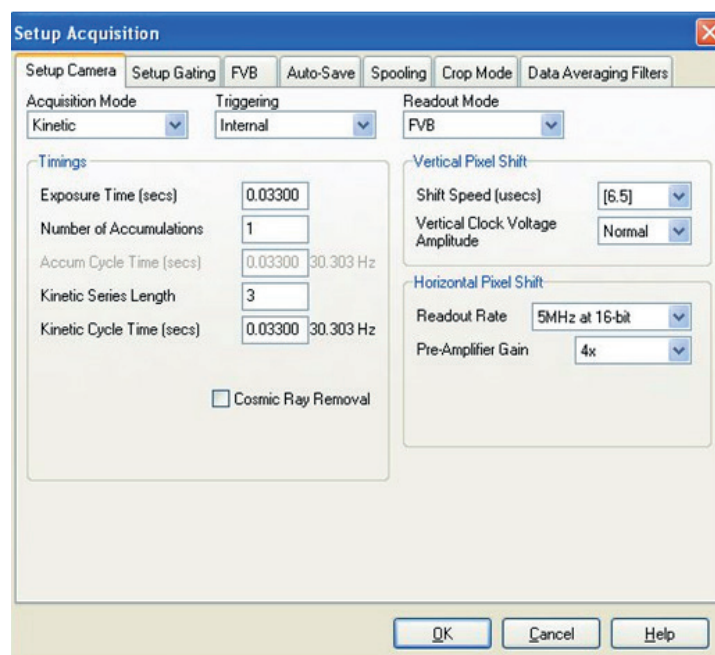 Setup Acquisition
Setup Camera Setup Gating FVB Auto-Save Spooling Crop Mode Data Averaging Filters
Acquisition Mode Triggering Readout Mode
Kinetic Internal FVB
Timings
Exposure Time (secs) 0.03300
Number of Accumulations 1
Accum Cycle Time (secs) 0.03300 30.303 Hz
Kinetic Series Length 3
Kinetic Cycle Time (secs) 0.03300 30.303 Hz
Cosmic Ray Removal
Vertical Pixel Shift
Shift Speed (usecs) [6.5]
Vertical Clock Voltage
Amplitude Normal
Horizontal Pixel Shift
Readout Rate 5MHz at 16-bit
Pre-Amplifier Gain 4x
OK Cancel Help